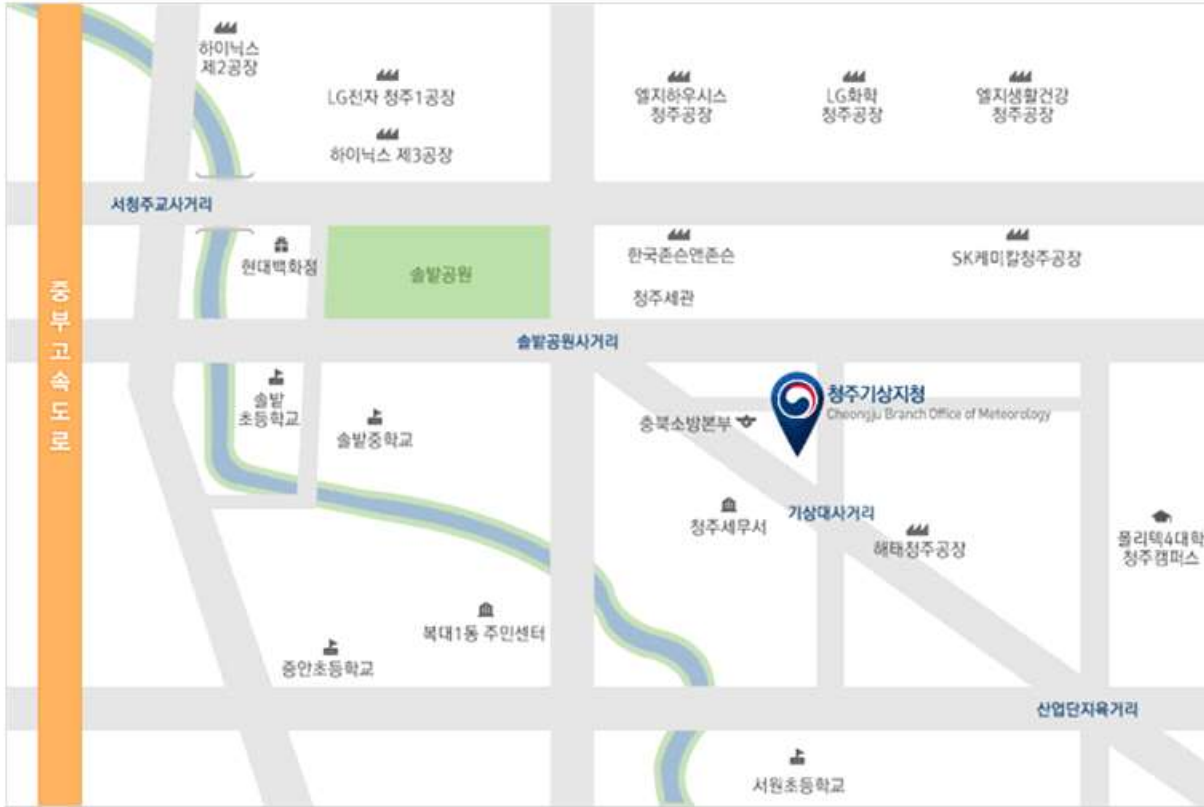 하이닉스
제2공장
LG전자 청주1공장
하이닉스 제3공장
엘지하우시스
청주공장
LG화학
청주공장
엘지생활건강
청주공장
서청주교사거리
현대백화점
솔밭공원
한국존슨앤존슨
청주세관
SK케미칼청주공장
중부고속도로
솔밭공원사거리
솔밭
초등학교
솔밭중학교
충북소방본부
청주기상지청
Cheongju Branch Office of Meteorology
청주세무서
기상대사거리
해태청주공장
폴리텍4대학
청주캠퍼스
복대1동 주민센터
중안초등학교
산업단지육거리
서원초등학교